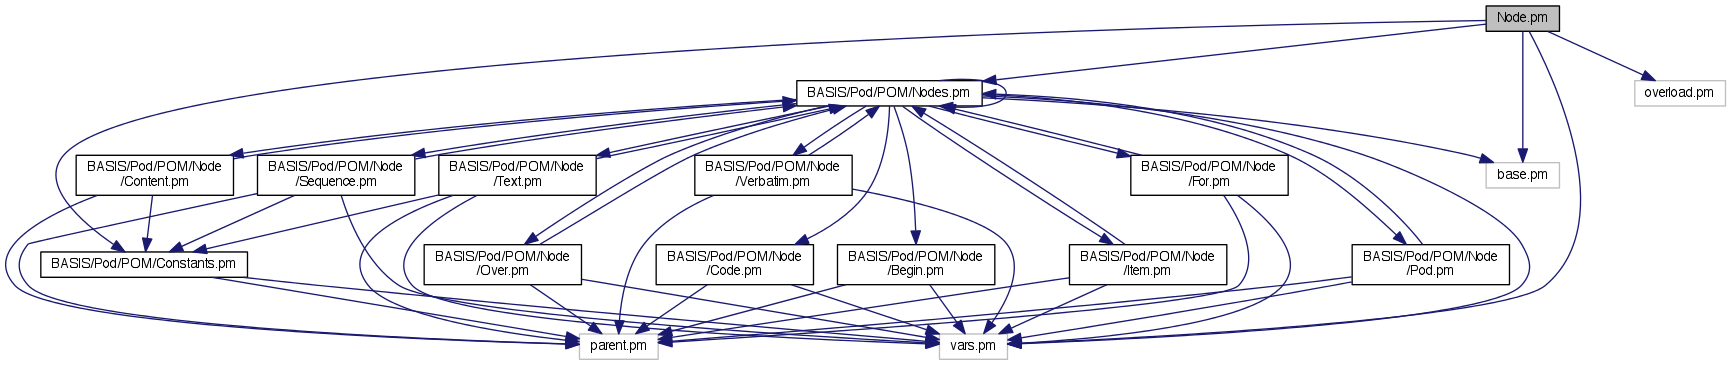 Node.pm
BASIS/Pod/POM/Nodes.pm
overload.pm
BASIS/Pod/POM/Node
/Content.pm
BASIS/Pod/POM/Node
/Sequence.pm
BASIS/Pod/POM/Node
/Text.pm
BASIS/Pod/POM/Node
/Verbatim.pm
BASIS/Pod/POM/Node
/For.pm
base.pm
BASIS/Pod/POM/Constants.pm
BASIS/Pod/POM/Node
/Over.pm
BASIS/Pod/POM/Node
/Code.pm
BASIS/Pod/POM/Node
/Begin.pm
BASIS/Pod/POM/Node
/Item.pm
BASIS/Pod/POM/Node
/Pod.pm
parent.pm
vars.pm